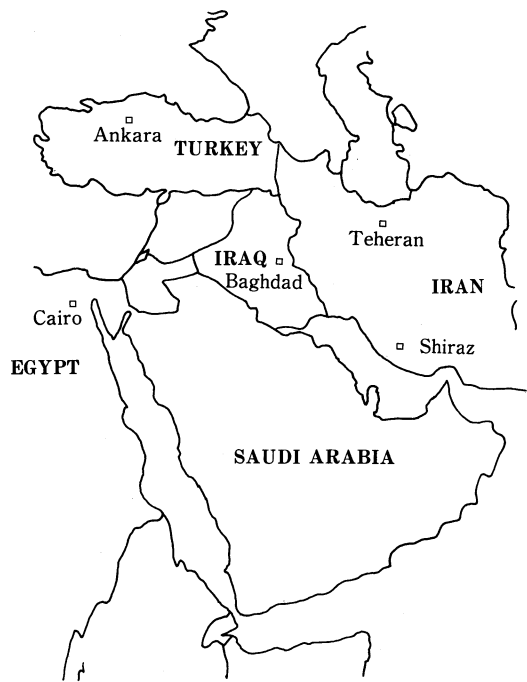 Ankara
TURKEY
Teheran
IRAQ
Baghdad
IRAN
Cairo
Shiraz
EGYPT
SAUDI ARABIA